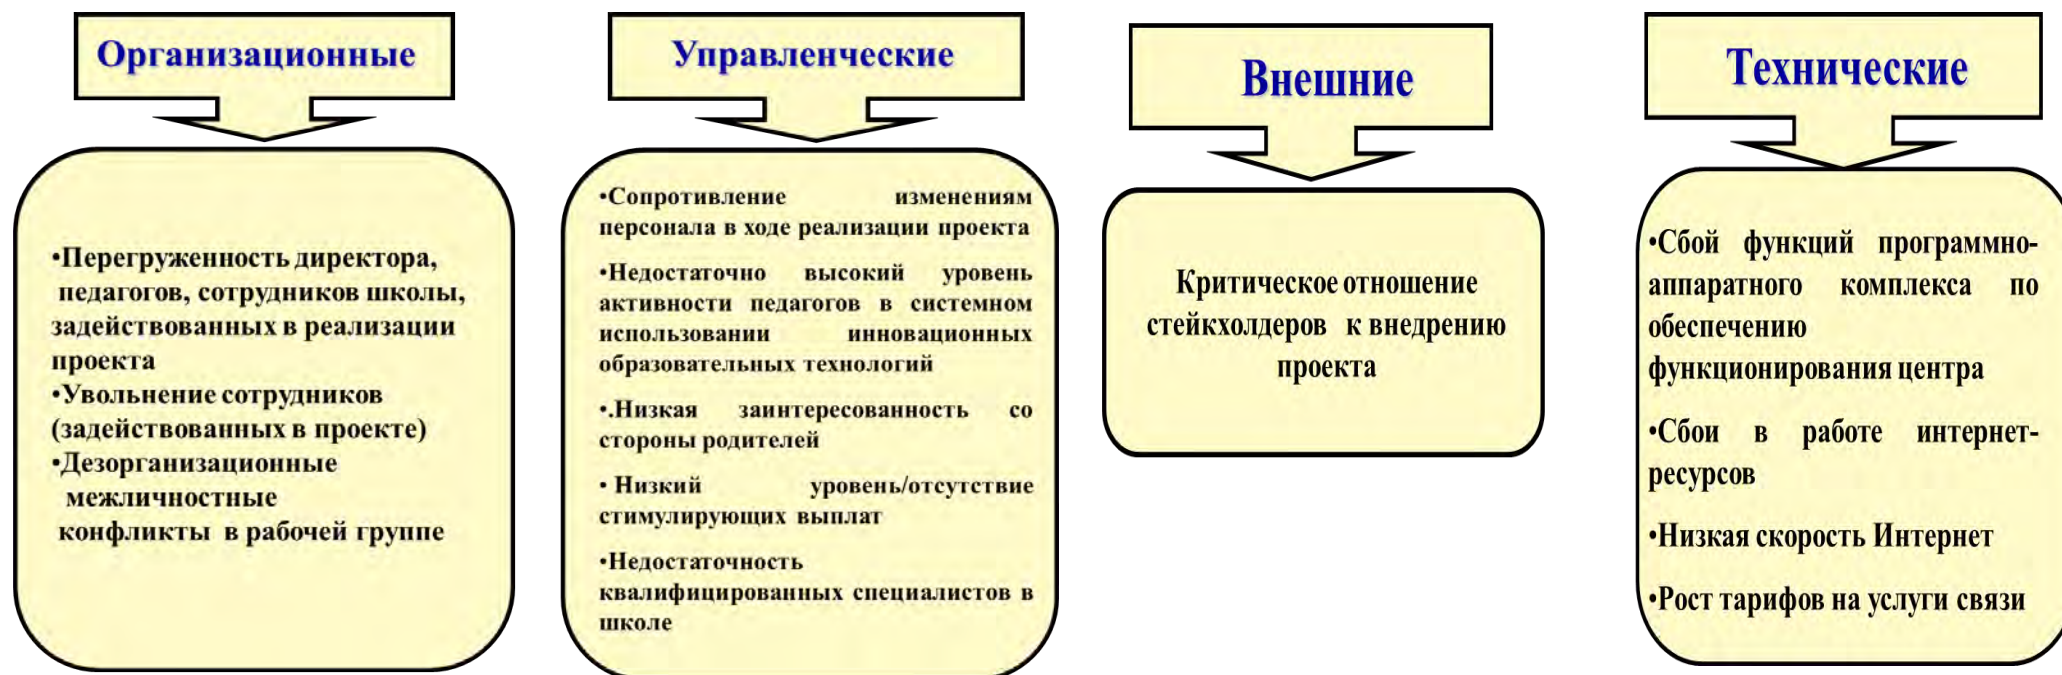 Организационные
•Перегруженность директора,
педагогов, сотрудников школы,
задействованных в реализации
проекта
•Увольнение сотрудников
(задействованных в проекте)
•Дезорганизационные
межличностные
конфликты в рабочей группе
Управленческие
•Сопротивление изменениям
персонала в ходе реализации проекта
•Недостаточно высокий уровень
активности педагогов в системном
использовании инновационных
образовательных технологий
•.Низкая заинтересованность со
стороны родителей
• Низкий уровень/отсутствие
стимулирующих выплат
•Недостаточность
квалифицированных специалистов в
школе
Внешние
Критическое отношение
стейкхолдеров к внедрению
проекта
Технические
•Сбой функций программно-
аппаратного комплекса по
обеспечению
функционирования центра
•Сбои в работе интернет-
ресурсов
•Низкая скорость Интернет
•Рост тарифов на услуги связи